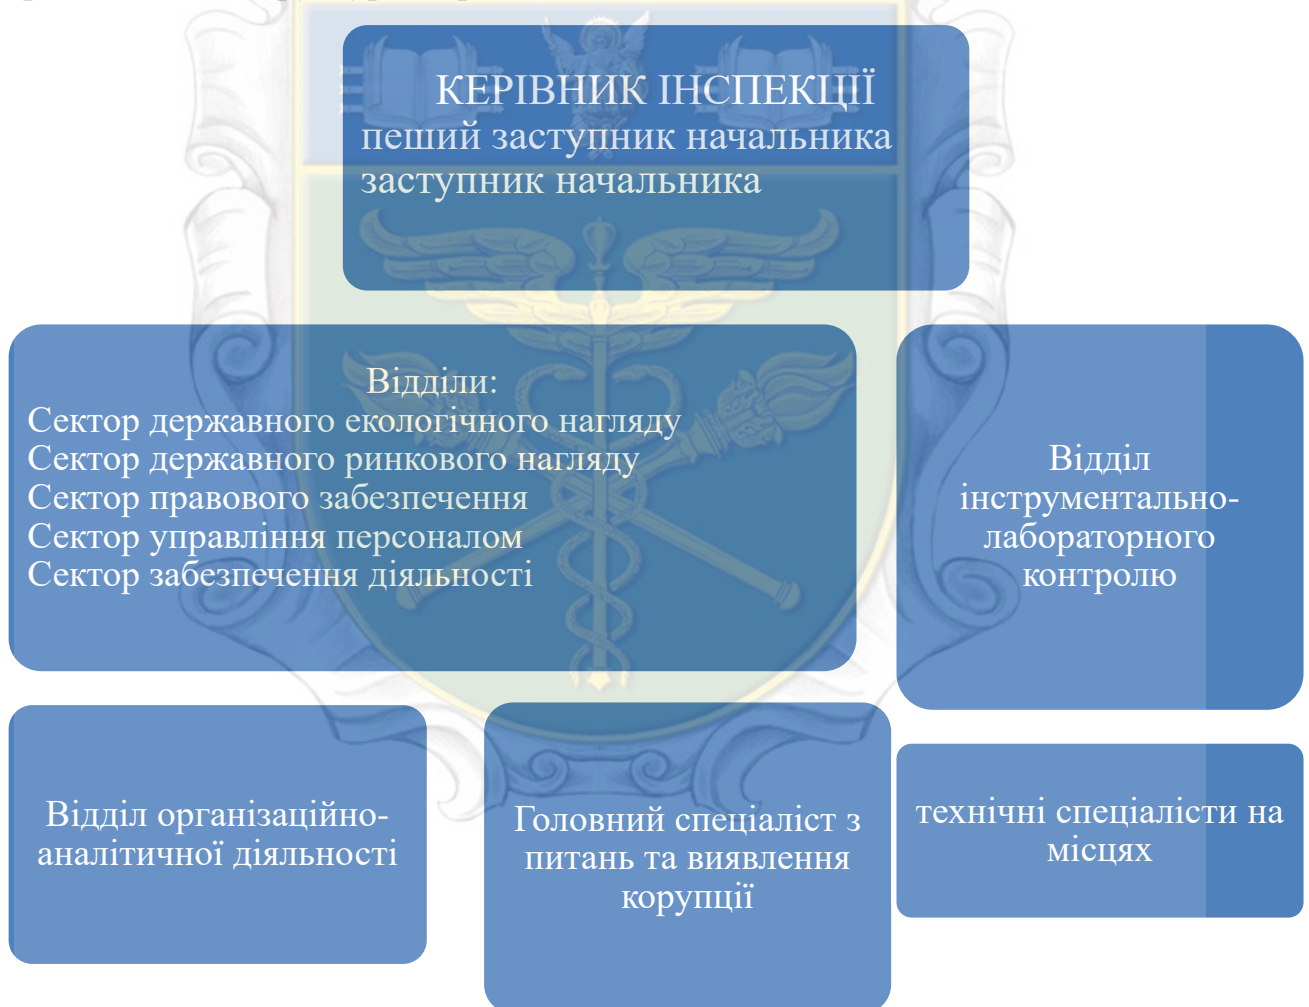 КЕРІВНИК ІНСПЕКЦІЇ
пеший заступник начальника
заступник начальника
Відділи:
Сектор державного екологічного нагляду
Сектор державного ринкового нагляду
Сектор правового забезпечення
Сектор управління персоналом
Сектор забезпечення діяльності
Відділ
інструментально-
лабораторного
контролю
Відділ організаційно-
аналітичної діяльності
Головний спеціаліст з
питань та виявлення
корупції
технічні спеціалісти на
місцях